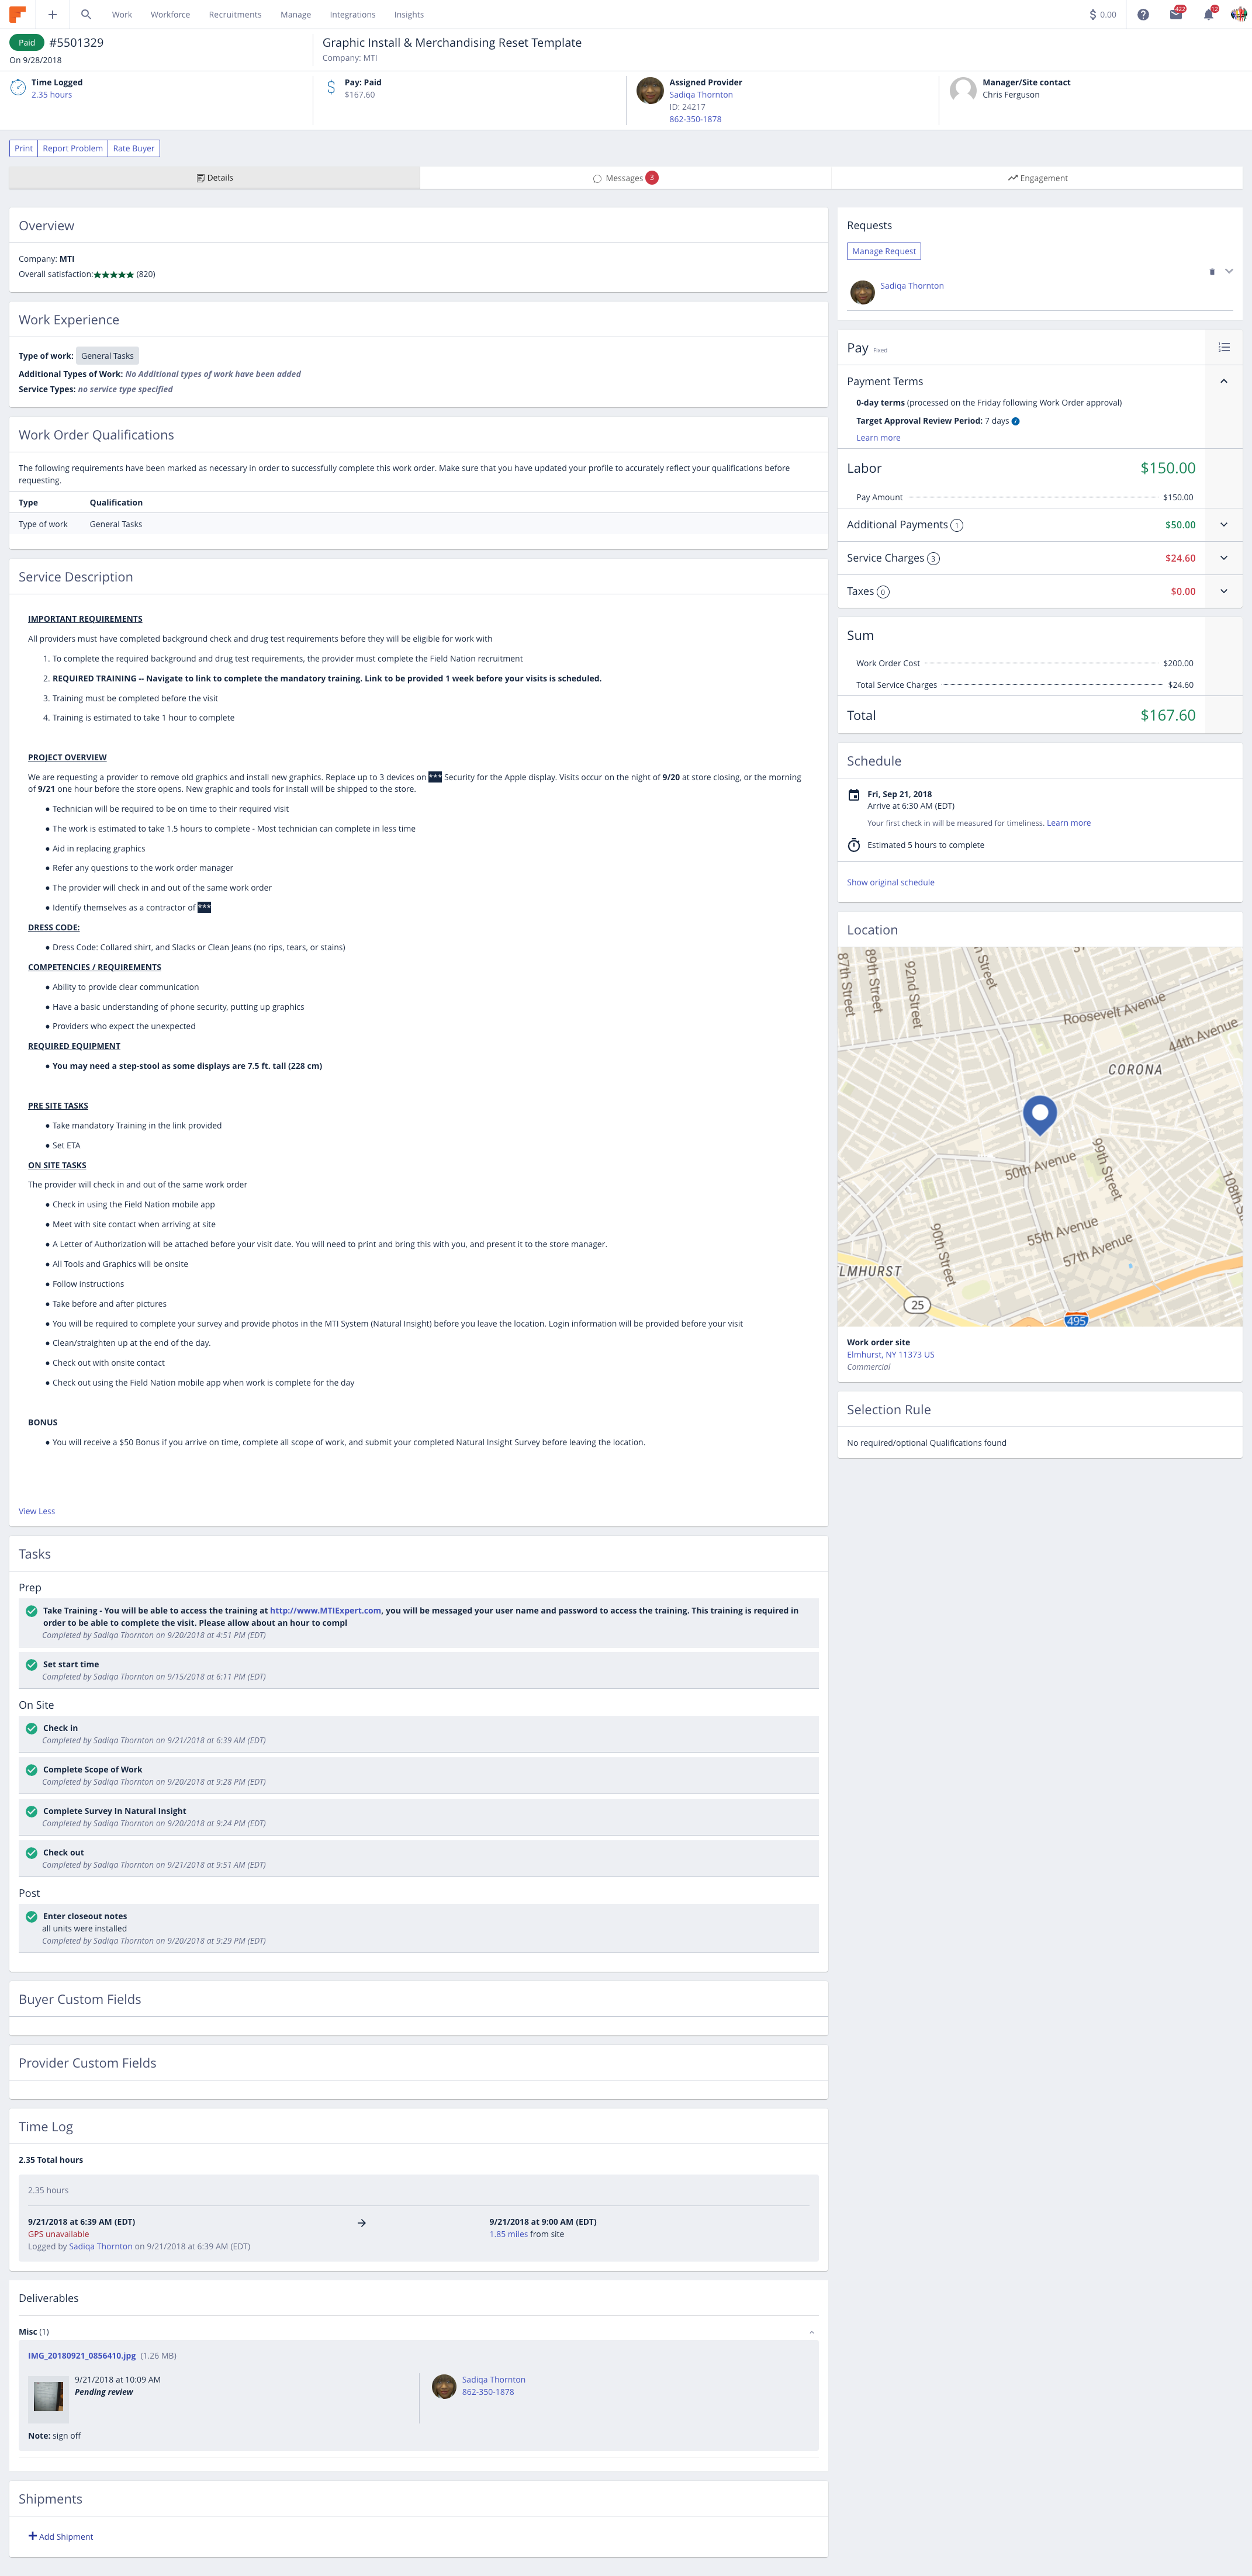 Work Workforce Recruitments Manage Integrations Insights $ 0.00 422 12
Paid #5501329
On 9/28/2018
Graphic Install & Merchandising Reset Template
Company: MTI
Time Logged
2.35 hours
Pay: Paid
$167.60
Assigned Provider
Sadiqa Thornton
ID: 24217
862-350-1878
Manager/Site contact
Chris Ferguson
Print Report Problem Rate Buyer
Details Messages 3 Engagement
Overview
Company: MTI
Overall satisfaction:★★★★★ (820)
Work Experience
Type of work: General Tasks
Additional Types of Work: No Additional types of work have been added
Service Types: no service type specified
Work Order Qualifications
The following requirements have been marked as necessary in order to successfully complete this work order. Make sure that you have updated your profile to accurately reflect your qualifications before
requesting.
Type Qualification
Type of work General Tasks
Service Description
IMPORTANT REQUIREMENTS
All providers must have completed background check and drug test requirements before they will be eligible for work with
1. To complete the required background and drug test requirements, the provider must complete the Field Nation recruitment
2. REQUIRED TRAINING -- Navigate to link to complete the mandatory training. Link to be provided 1 week before your visits is scheduled.
3. Training must be completed before the visit
4. Training is estimated to take 1 hour to complete
PROJECT OVERVIEW
We are requesting a provider to remove old graphics and install new graphics. Replace up to 3 devices on *** Security for the Apple display. Visits occur on the night of 9/20 at store closing, or the morning
of 9/21 one hour before the store opens. New graphic and tools for install will be shipped to the store.
● Technician will be required to be on time to their required visit
● The work is estimated to take 1.5 hours to complete - Most technician can complete in less time
● Aid in replacing graphics
● Refer any questions to the work order manager
● The provider will check in and out of the same work order
● Identify themselves as a contractor of ***
DRESS CODE:
● Dress Code: Collared shirt, and Slacks or Clean Jeans (no rips, tears, or stains)
COMPETENCIES / REQUIREMENTS
● Ability to provide clear communication
● Have a basic understanding of phone security, putting up graphics
● Providers who expect the unexpected
REQUIRED EQUIPMENT
● You may need a step-stool as some displays are 7.5 ft. tall (228 cm)
PRE SITE TASKS
● Take mandatory Training in the link provided
● Set ETA
ON SITE TASKS
The provider will check in and out of the same work order
● Check in using the Field Nation mobile app
● Meet with site contact when arriving at site
● A Letter of Authorization will be attached before your visit date. You will need to print and bring this with you, and present it to the store manager.
● All Tools and Graphics will be onsite
● Follow instructions
● Take before and after pictures
● You will be required to complete your survey and provide photos in the MTI System (Natural Insight) before you leave the location. Login information will be provided before your visit
● Clean/straighten up at the end of the day.
● Check out with onsite contact
● Check out using the Field Nation mobile app when work is complete for the day
BONUS
● You will receive a $50 Bonus if you arrive on time, complete all scope of work, and submit your completed Natural Insight Survey before leaving the location.
View Less
Tasks
Prep
Take Training - You will be able to access the training at http://www.MTIExpert.com, you will be messaged your user name and password to access the training. This training is required in
order to be able to complete the visit. Please allow about an hour to compl
Completed by Sadiqa Thornton on 9/20/2018 at 4:51 PM (EDT)
Set start time
Completed by Sadiqa Thornton on 9/15/2018 at 6:11 PM (EDT)
On Site
Check in
Completed by Sadiqa Thornton on 9/21/2018 at 6:39 AM (EDT)
Complete Scope of Work
Completed by Sadiqa Thornton on 9/20/2018 at 9:28 PM (EDT)
Complete Survey In Natural Insight
Completed by Sadiqa Thornton on 9/20/2018 at 9:24 PM (EDT)
Check out
Completed by Sadiqa Thornton on 9/21/2018 at 9:51 AM (EDT)
Post
Enter closeout notes
all units were installed
Completed by Sadiqa Thornton on 9/20/2018 at 9:29 PM (EDT)
Buyer Custom Fields
Provider Custom Fields
Time Log
2.35 Total hours
2.35 hours
9/21/2018 at 6:39 AM (EDT)
GPS unavailable
Logged by Sadiqa Thornton on 9/21/2018 at 6:39 AM (EDT)
9/21/2018 at 9:00 AM (EDT)
1.85 miles from site
Deliverables
Misc (1)
IMG_20180921_0856410.jpg (1.26 MB)
9/21/2018 at 10:09 AM
Pending review
Sadiqa Thornton
862-350-1878
Note: sign off
Shipments
Add Shipment
Requests
Manage Request
Sadiqa Thornton
Pay Fixed
Payment Terms
0-day terms (processed on the Friday following Work Order approval)
Target Approval Review Period: 7 days
Learn more
Labor $150.00
Pay Amount $150.00
Additional Payments 1 $50.00
Service Charges 3 $24.60
Taxes 0 $0.00
Sum
Work Order Cost $200.00
Total Service Charges $24.60
Total $167.60
Schedule
Fri, Sep 21, 2018
Arrive at 6:30 AM (EDT)
Your first check in will be measured for timeliness. Learn more
Estimated 5 hours to complete
Show original schedule
Location
87th Street
89th Street
92nd Street
Street
Roosevelt Avenue
44th Avenue
CORONA
50th Avenue
99th Street
108th S
55th Avenue
57th Avenue
90th Street
ELMHURST
25
495
Work order site
Elmhurst, NY 11373 US
Commercial
Selection Rule
No required/optional Qualifications found